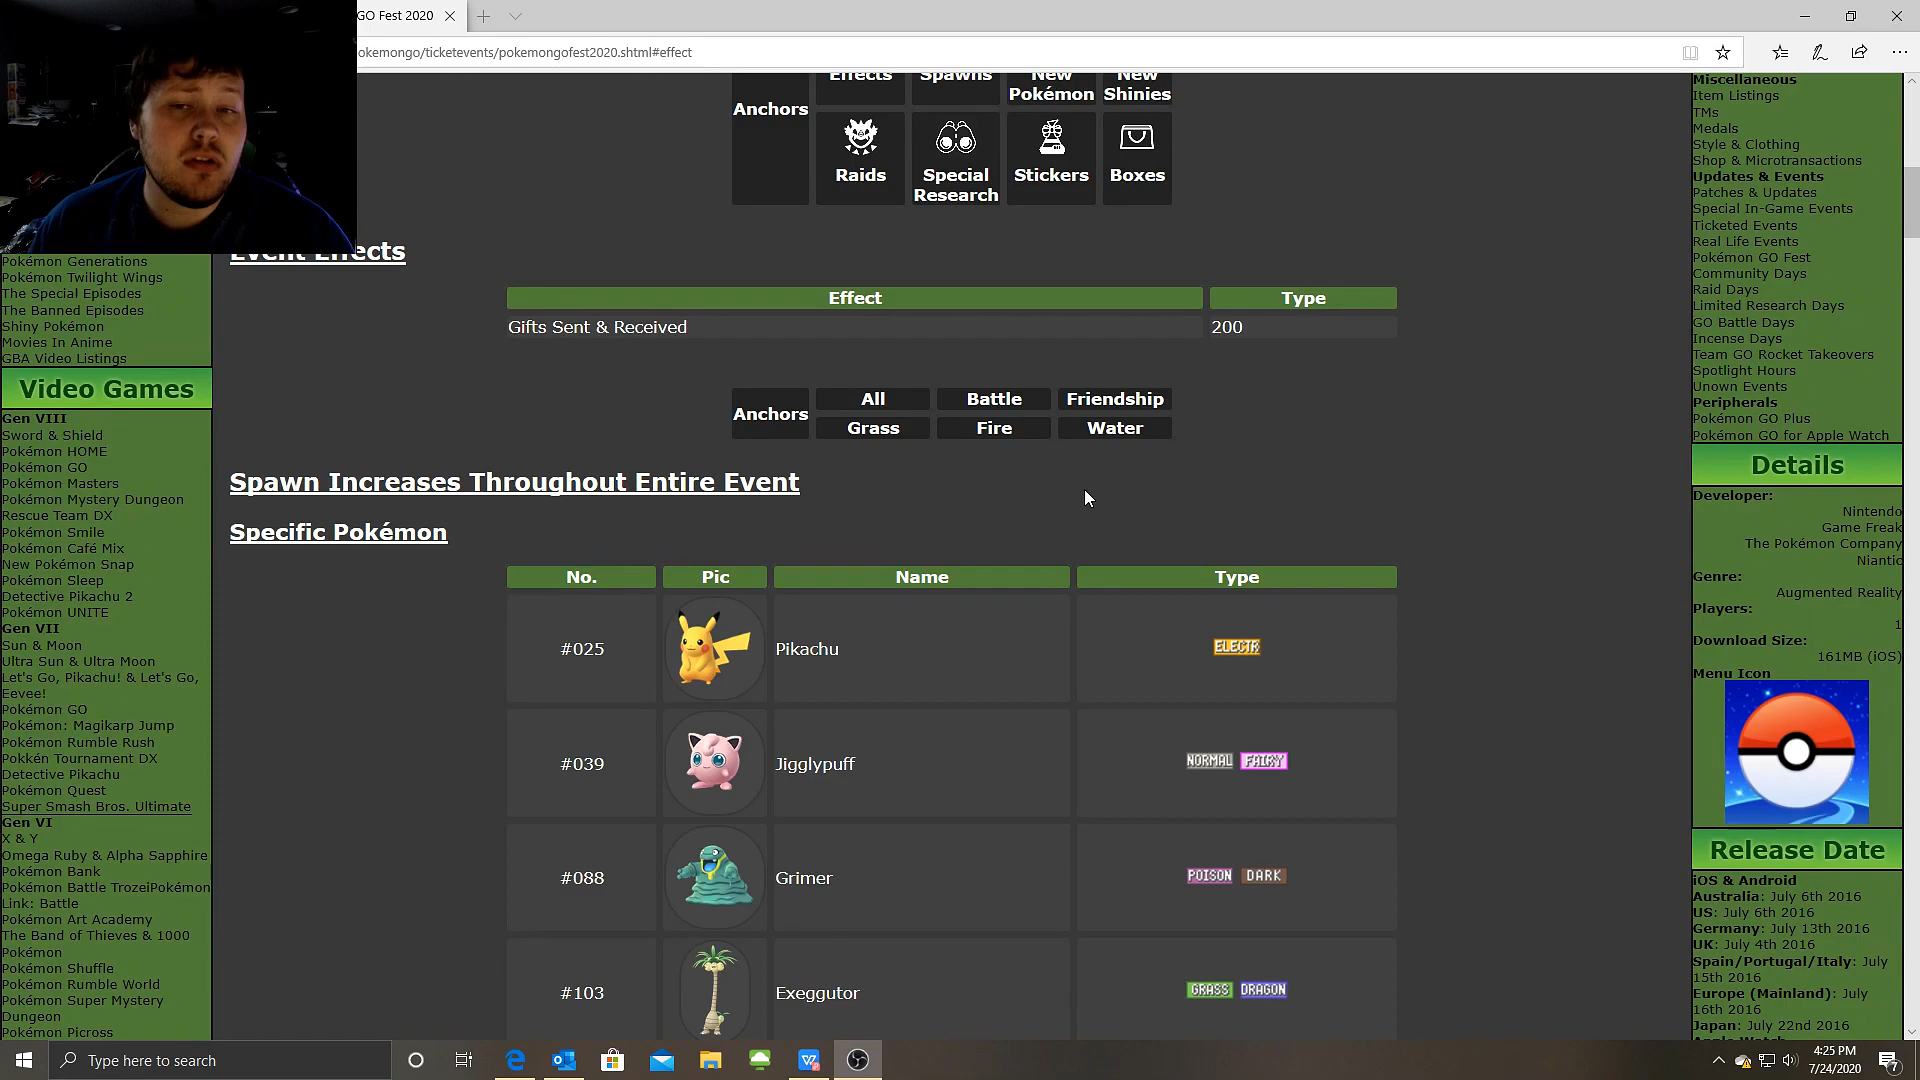 GO Fest 2020
okemongo/ticketevents/pokemongofest2020.shtml#effect
Anchors
Effects
Spawns
New
Pokémon
New
Shinies
Raids
Special
Research
Stickers
Boxes
Event Effects
Effect Type
Gifts Sent & Received 200
Anchors
All Battle Friendship
Grass Fire Water
Spawn Increases Throughout Entire Event
Specific Pokémon
No. Pic Name Type
#025 Pikachu ELECTR
#039 Jigglypuff NORMAL FAIRY
#088 Grimer POISON DARK
#103 Exeggutor GRASS DRAGON
Pokémon Generations
Pokémon Twilight Wings
The Special Episodes
The Banned Episodes
Shiny Pokémon
Movies In Anime
GBA Video Listings
Video Games
Gen VIII
Sword & Shield
Pokémon HOME
Pokémon GO
Pokémon Masters
Pokémon Mystery Dungeon
Rescue Team DX
Pokémon Smile
Pokémon Café Mix
New Pokémon Snap
Pokémon Sleep
Detective Pikachu 2
Pokémon UNITE
Gen VII
Sun & Moon
Ultra Sun & Ultra Moon
Let's Go, Pikachu! & Let's Go,
Eevee!
Pokémon GO
Pokémon: Magikarp Jump
Pokémon Rumble Rush
Pokkén Tournament DX
Detective Pikachu
Pokémon Quest
Super Smash Bros. Ultimate
Gen VI
X & Y
Omega Ruby & Alpha Sapphire
Pokémon Bank
Pokémon Battle TrozeiPokémon
Link: Battle
Pokémon Art Academy
The Band of Thieves & 1000
Pokémon
Pokémon Shuffle
Pokémon Rumble World
Pokémon Super Mystery
Dungeon
Pokémon Picross
Miscellaneous
Item Listings
TMs
Medals
Style & Clothing
Shop & Microtransactions
Updates & Events
Patches & Updates
Special In-Game Events
Ticketed Events
Real Life Events
Pokémon GO Fest
Community Days
Raid Days
Limited Research Days
GO Battle Days
Incense Days
Team GO Rocket Takeovers
Spotlight Hours
Unown Events
Peripherals
Pokémon GO Plus
Pokémon GO for Apple Watch
Details
Developer:
Nintendo
Game Freak
The Pokémon Company
Niantic
Genre:
Augmented Reality
Players:
1
Download Size:
161MB (iOS)
Menu Icon
Release Date
iOS & Android
Australia: July 6th 2016
US: July 6th 2016
Germany: July 13th 2016
UK: July 4th 2016
Spain/Portugal/Italy: July
15th 2016
Europe (Mainland): July
16th 2016
Japan: July 22nd 2016
Type here to search
4:25 PM
7/24/2020
7